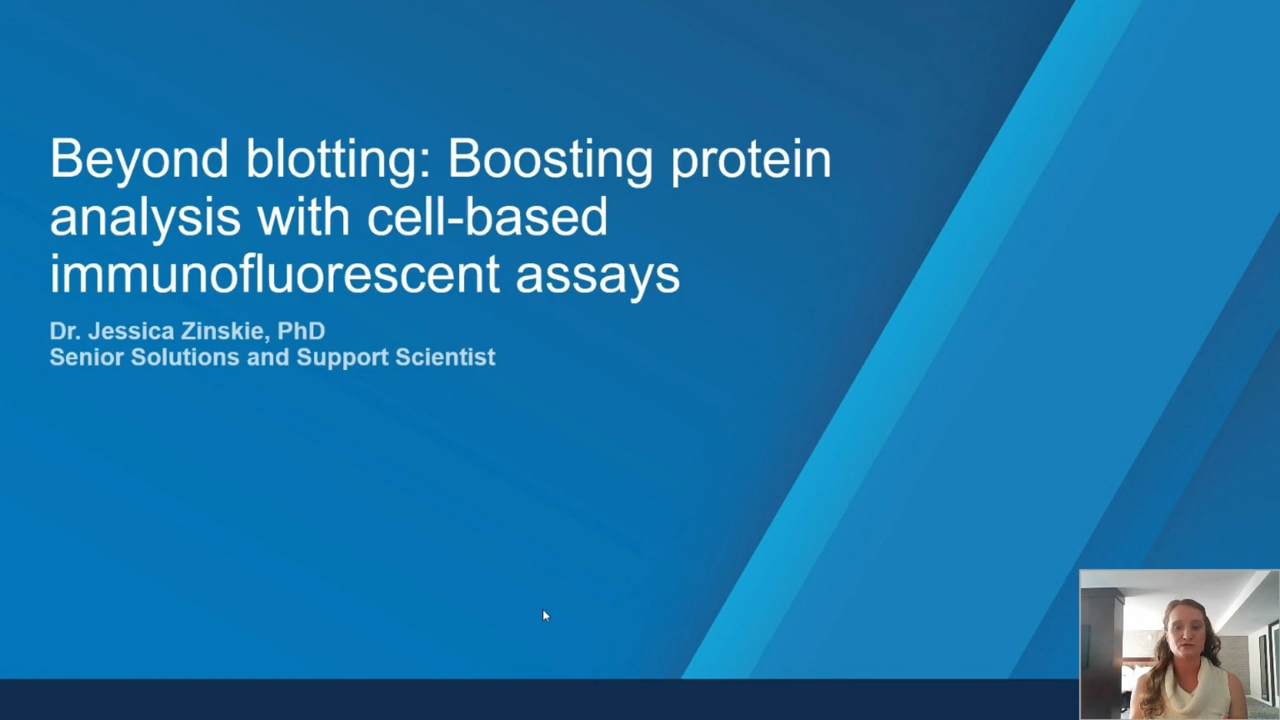 Beyond blotting: Boosting protein
analysis with cell-based
immunofluorescent assays
Dr. Jessica Zinskie, PhD
Senior Solutions and Support Scientist